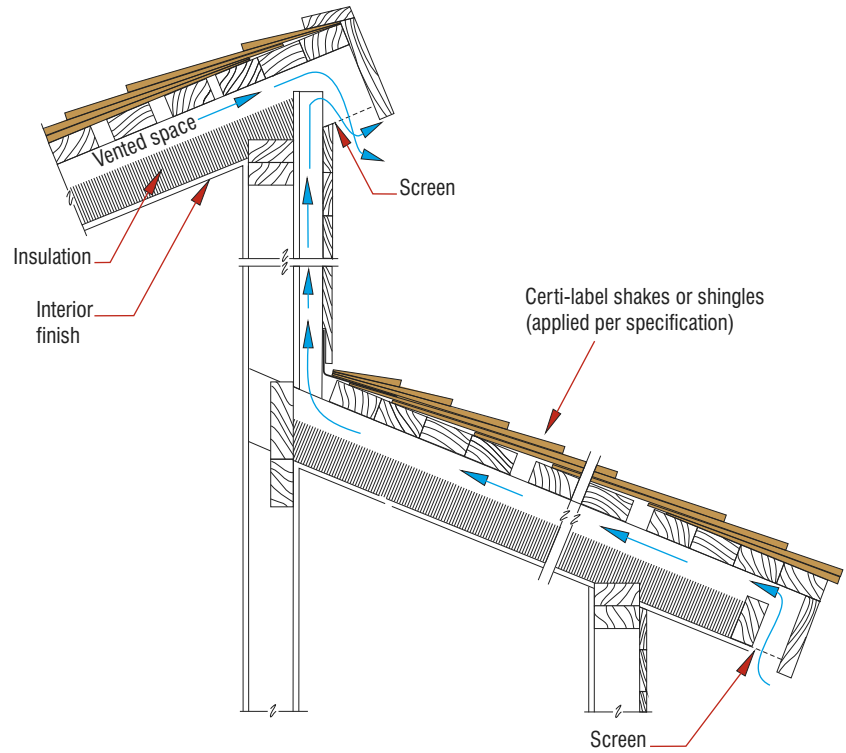 Vented space
Screen
Insulation
Interior
finish
Certi-label shakes or shingles
(applied per specification)
Screen